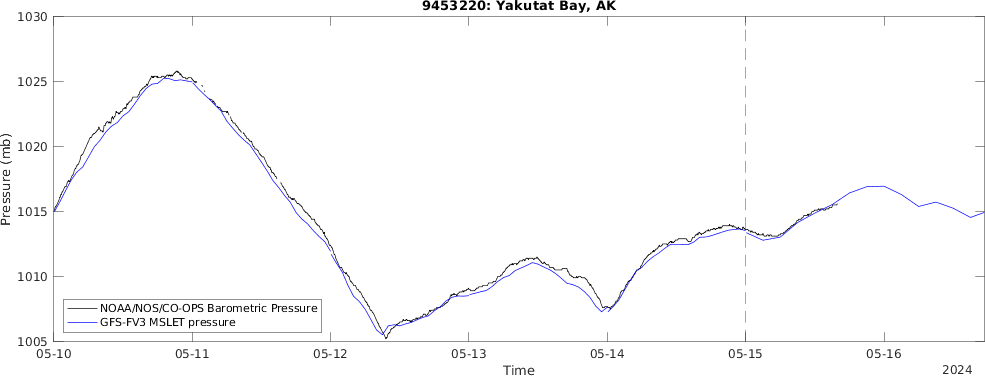 9453220: Yakutat Bay, AK
Pressure (mb)
1030
1025
1020
1015
1010
1005
NOAA/NOS/CO-OPS Barometric Pressure
GFS-FV3 MSLET pressure
05-10 05-11 05-12 05-13 05-14 05-15 05-16
Time
2024